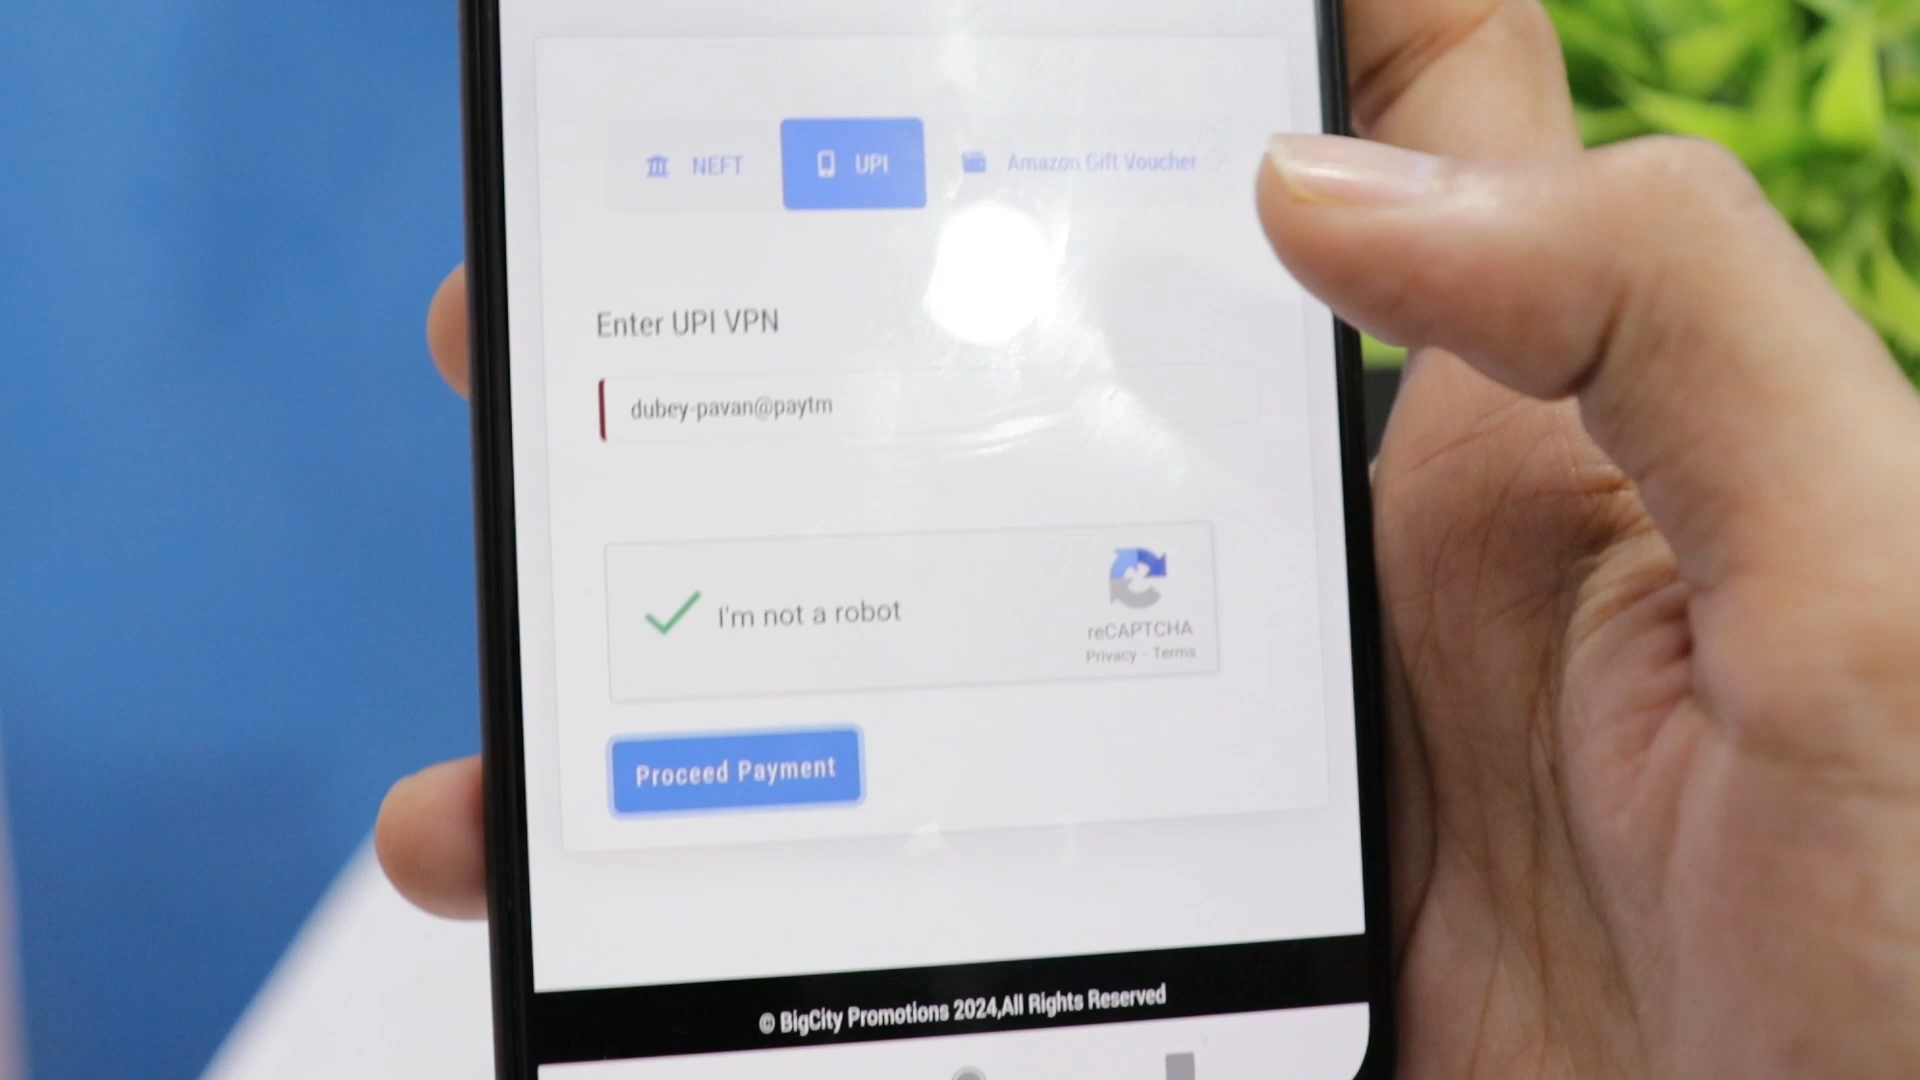 NEFT UPI Amazon Gift Voucher
Enter UPI VPN
dubey-pavan@paytm
I'm not a robot
reCAPTCHA
Privacy - Terms
Proceed Payment
© BigCity Promotions 2024,All Rights Reserved